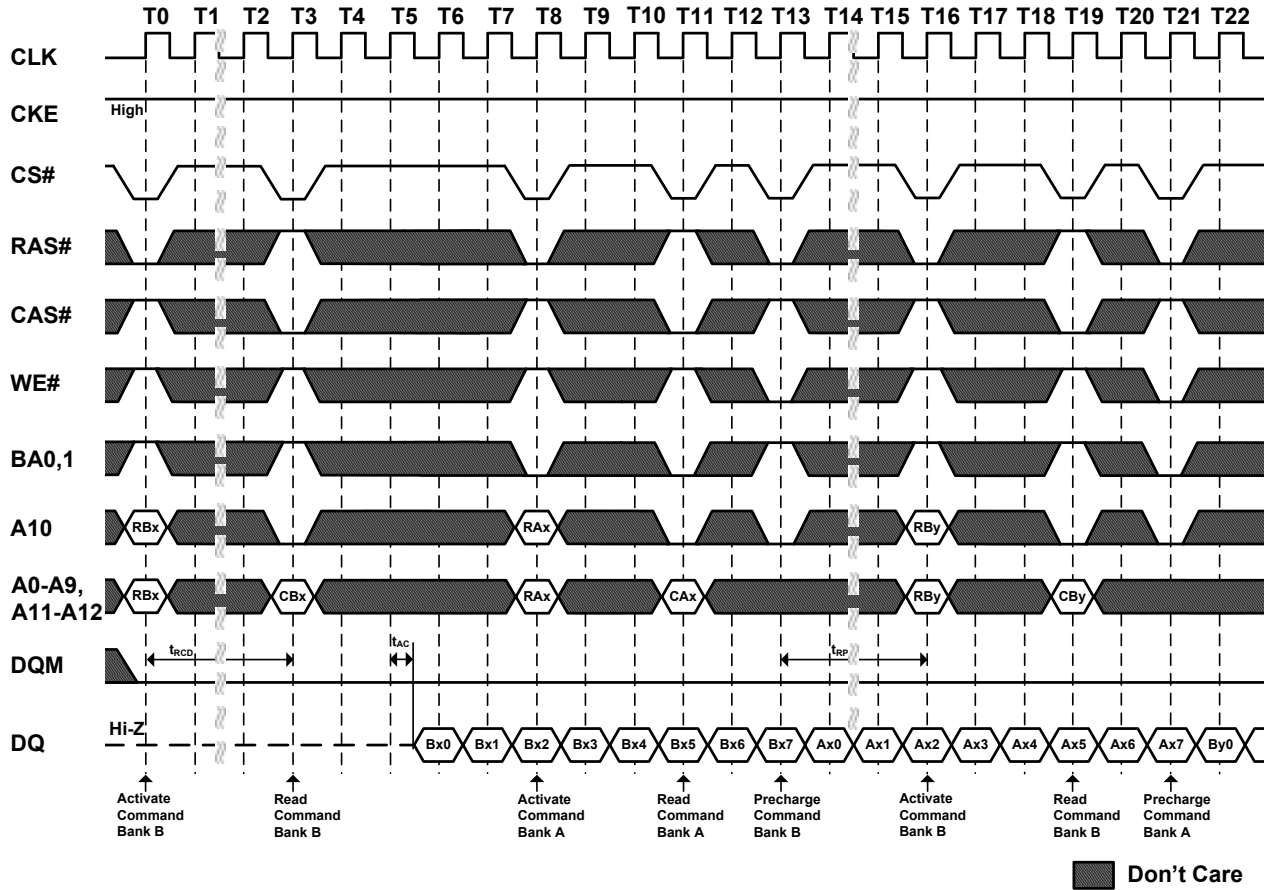 T0 T1 T2 T3 T4 T5 T6 T7 T8 T9 T10 T11 T12 T13 T14 T15 T16 T17 T18 T19 T20 T21 T22
CLK
CKE High
CS#
RAS#
CAS#
WE#
BA0,1
A10 RBx RAx RBy
A0-A9,
A11-A12 RBx CBx RAx CAx RBy CBy
DQM tRCD tAC tRP
DQ Hi-Z Bx0 Bx1 Bx2 Bx3 Bx4 Bx5 Bx6 Bx7 Ax0 Ax1 Ax2 Ax3 Ax4 Ax5 Ax6 Ax7 By0
Activate
Command
Bank B
Read
Command
Bank B
Activate
Command
Bank A
Read
Command
Bank A
Precharge
Command
Bank B
Activate
Command
Bank B
Read
Command
Bank B
Precharge
Command
Bank A
Don't Care